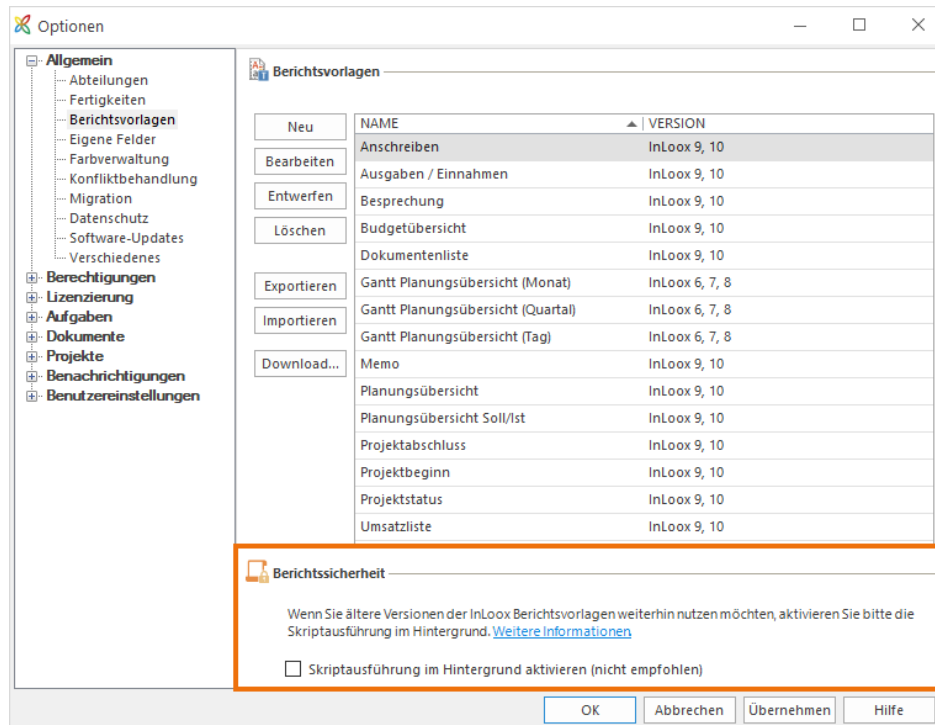 Optionen
Allgemein
Abteilungen
Fertigkeiten
Berichtsvorlagen
Eigene Felder
Farbverwaltung
Konfliktbehandlung
Migration
Datenschutz
Software-Updates
Verschiedenes
Berechtigungen
Lizenzierung
Aufgaben
Dokumente
Projekte
Benachrichtigungen
Benutzereinstellungen
Berichtsvorlagen
Neu
Bearbeiten
Entwerfen
Löschen
Exportieren
Importieren
Download...
NAME VERSION
Anschreiben InLoox 9, 10
Ausgaben / Einnahmen InLoox 9, 10
Besprechung InLoox 9, 10
Budgetübersicht InLoox 9, 10
Dokumentenliste InLoox 9, 10
Gantt Planungsübersicht (Monat) InLoox 6, 7, 8
Gantt Planungsübersicht (Quartal) InLoox 6, 7, 8
Gantt Planungsübersicht (Tag) InLoox 6, 7, 8
Memo InLoox 9, 10
Planungsübersicht InLoox 9, 10
Planungsübersicht Soll/Ist InLoox 9, 10
Projektabschluss InLoox 9, 10
Projektbeginn InLoox 9, 10
Projektstatus InLoox 9, 10
Umsatzliste InLoox 9, 10
Berichtssicherheit
Wenn Sie ältere Versionen der InLoox Berichtsvorlagen weiterhin nutzen möchten, aktivieren Sie bitte die
Skriptausführung im Hintergrund. Weitere Informationen
Skriptausführung im Hintergrund aktivieren (nicht empfohlen)
OK Abbrechen Übernehmen Hilfe